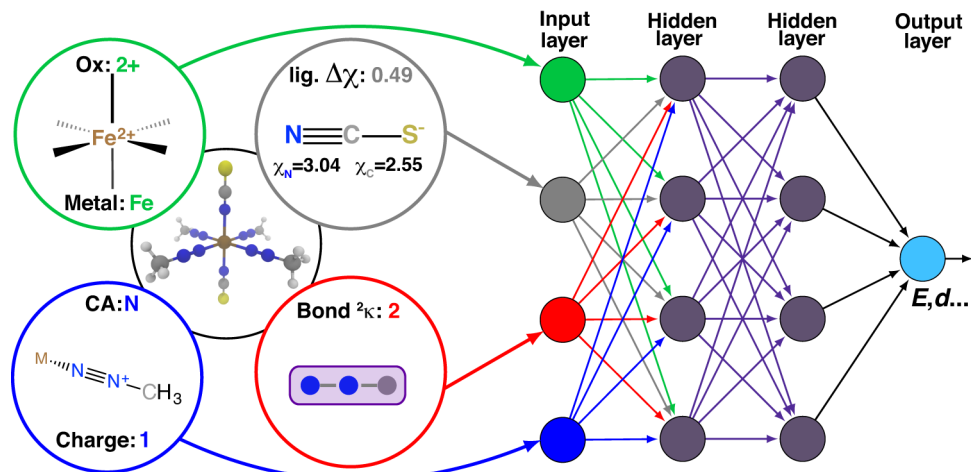 Input
layer
Hidden
layer
Hidden
layer
Output
layer
Ox: 2+
Fe²⁺
Metal: Fe
lig. Δχ: 0.49
N C S⁻
χN=3.04 χC=2.55
CA:N
M N N⁺ CH₃
Charge: 1
Bond ²κ: 2
E,d...